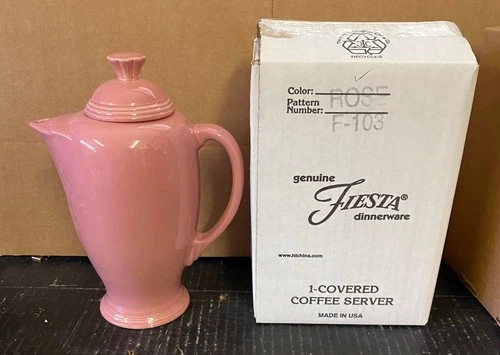 RECYCLES
Color: ROSE
Pattern
Number: F-103
genuine
FIESTA®
dinnerware
www.hlchina.com
1-COVERED
COFFEE SERVER
MADE IN USA